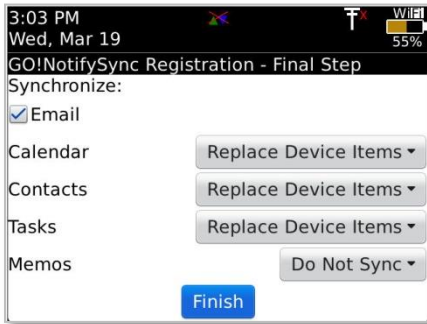 3:03 PM
WiFi
Wed, Mar 19
55%
GO!NotifySync Registration - Final Step
Synchronize:
Email
Calendar Replace Device Items
Contacts Replace Device Items
Tasks Replace Device Items
Memos Do Not Sync
Finish